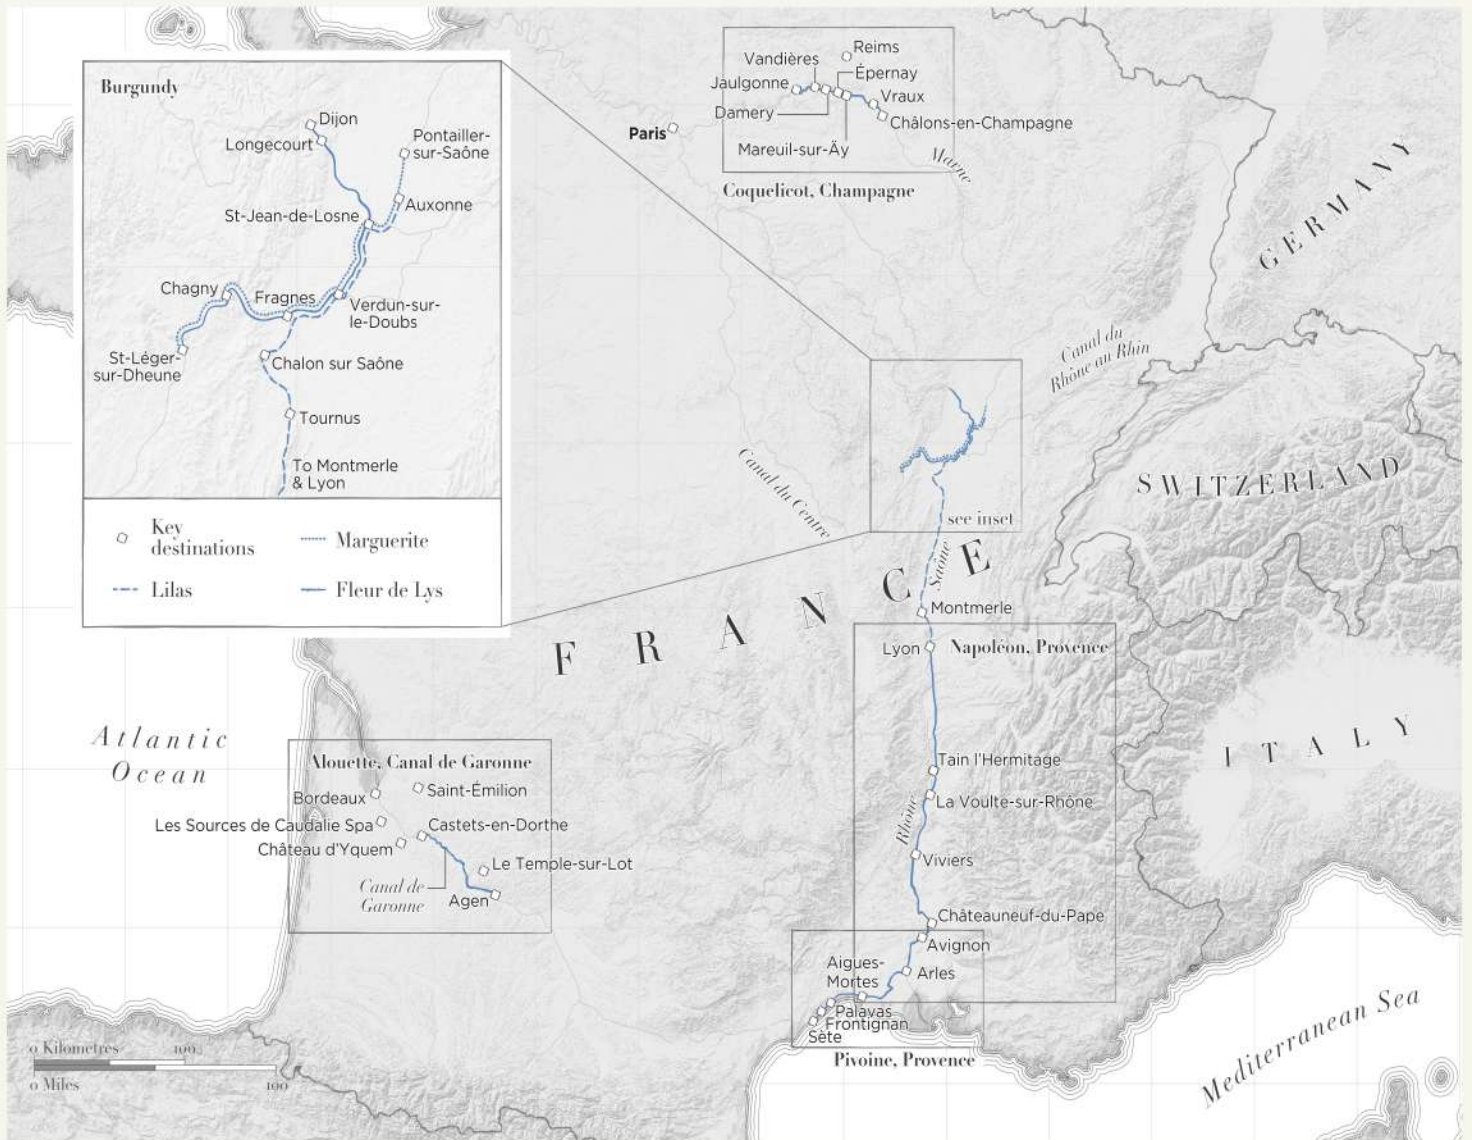 Burgundy
Dijon
Longecourt
Pontailler-
sur-Saône
St-Jean-de-Losne
Auxonne
Chagny
Fragnes
Verdun-sur-
le-Doubs
St-Léger-
sur-Dheune
Chalon sur Saône
Tournus
To Montmerle
& Lyon
Key
destinations
Marguerite
Lilas
Fleur de Lys
Reims
Vandières
Épernay
Jaulgonne
Vraux
Damery
Châlons-en-Champagne
Mareuil-sur-Äy
Marne
Paris
Coquelicot, Champagne
GERMANY
Canal du
Rhône au Rhin
SWITZERLAND
Canal du Centre
see inset
Saône
FRANCE
Montmerle
Lyon
Napoléon, Provence
Atlantic
Ocean
ITALY
Alouette, Canal de Garonne
Saint-Émilion
Bordeaux
Les Sources de Caudalie Spa
Castets-en-Dorthe
Château d'Yquem
Le Temple-sur-Lot
Canal de
Garonne
Agen
Tain l'Hermitage
La Voulte-sur-Rhône
Rhône
Viviers
Châteauneuf-du-Pape
Avignon
Aigues-
Mortes
Arles
Palavas
Frontignan
Sète
Pivoine, Provence
Mediterranean Sea
0 Kilometres 100
0 Miles 100